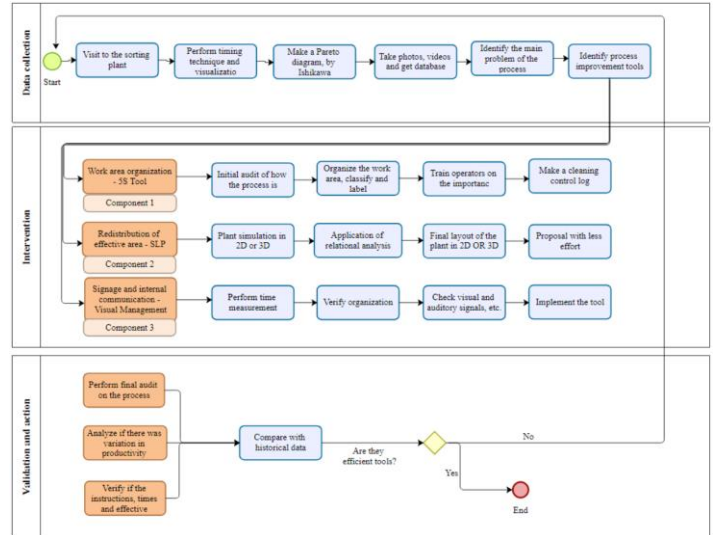 Data collection
Start
Visit to the sorting
plant
Perform timing
technique and
visualizatio
Make a Pareto
diagram, by
Ishikawa
Take photos, videos
and get database
Identify the main
problem of the
process
Identify process
improvement tools
Intervention
Work area organization
- 5S Tool
Component 1
Initial audit of how
the process is
Organize the work
area, classify and
label
Train operators on
the importanc
Make a cleaning
control log
Redistribution of
effective area - SLP
Component 2
Plant simulation in
2D or 3D
Application of
relational analysis
Final layout of the
plant in 2D OR 3D
Proposal with less
effort
Signage and internal
communication -
Visual Management
Component 3
Perform time
measurement
Verify organization
Check visual and
auditory signals, etc.
Implement the tool
Validation and action
Perform final audit
on the process
Analyze if there was
variation in
productivity
Verify if the
instructions, times
and effective
Compare with
historical data
Are they
efficient tools?
No
Yes
End